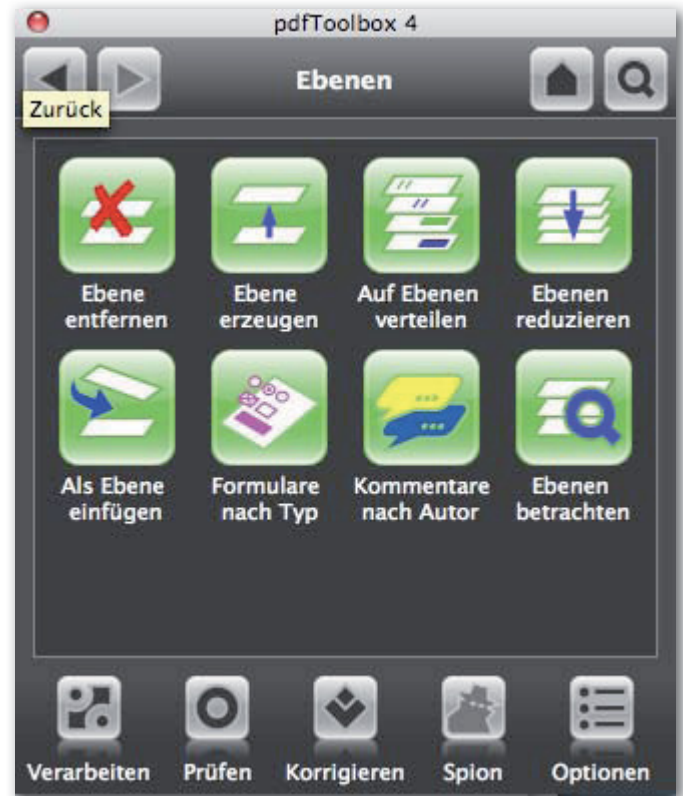 pdfToolbox 4
Ebenen
Zurück
Ebene
entfernen
Ebene
erzeugen
Auf Ebenen
verteilen
Ebenen
reduzieren
Als Ebene
einfügen
Formulare
nach Typ
Kommentare
nach Autor
Ebenen
betrachten
Verarbeiten
Prüfen
Korrigieren
Spion
Optionen